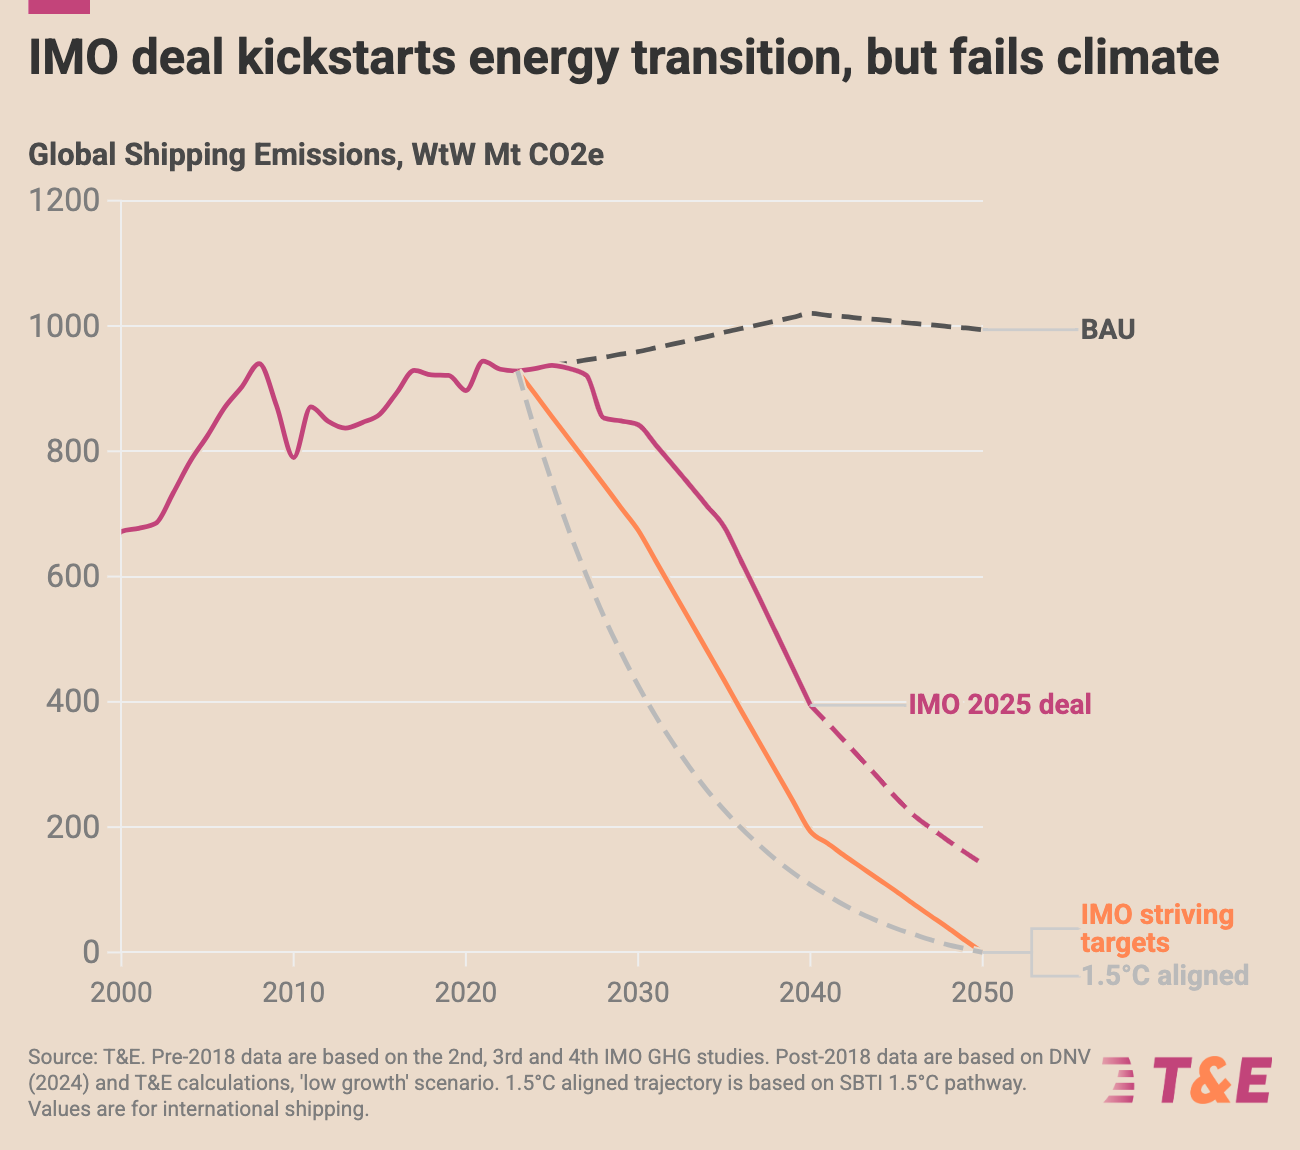 IMO deal kickstarts energy transition, but fails climate
Global Shipping Emissions, WtW Mt CO2e
1200
1000
800
600
400
200
0
2000 2010 2020 2030 2040 2050
BAU
IMO 2025 deal
IMO striving
targets
1.5°C aligned
Source: T&E. Pre-2018 data are based on the 2nd, 3rd and 4th IMO GHG studies. Post-2018 data are based on DNV
(2024) and T&E calculations, 'low growth' scenario. 1.5°C aligned trajectory is based on SBTI 1.5°C pathway.
Values are for international shipping.
T&E